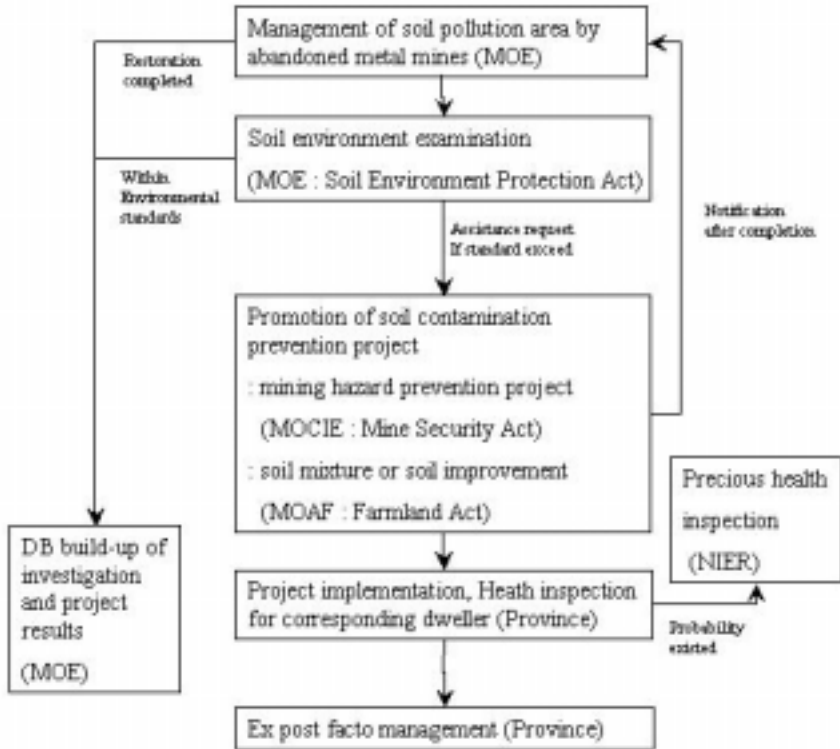 Management of soil pollution area by
abandoned metal mines (MOE)
Restoration
completed
Soil environment examination
(MOE : Soil Environment Protection Act)
Within
Environmental
standards
Notification
after completion
Assistance request
If standard exceed
Promotion of soil contamination
prevention project
: mining hazard prevention project
(MOCIE : Mine Security Act)
: soil mixture or soil improvement
(MOAF : Farmland Act)
Precious health
inspection
(NIER)
DB build-up of
investigation
and project
results
(MOE)
Project implementation, Heath inspection
for corresponding dweller (Province)
Probability
existed
Ex post facto management (Province)